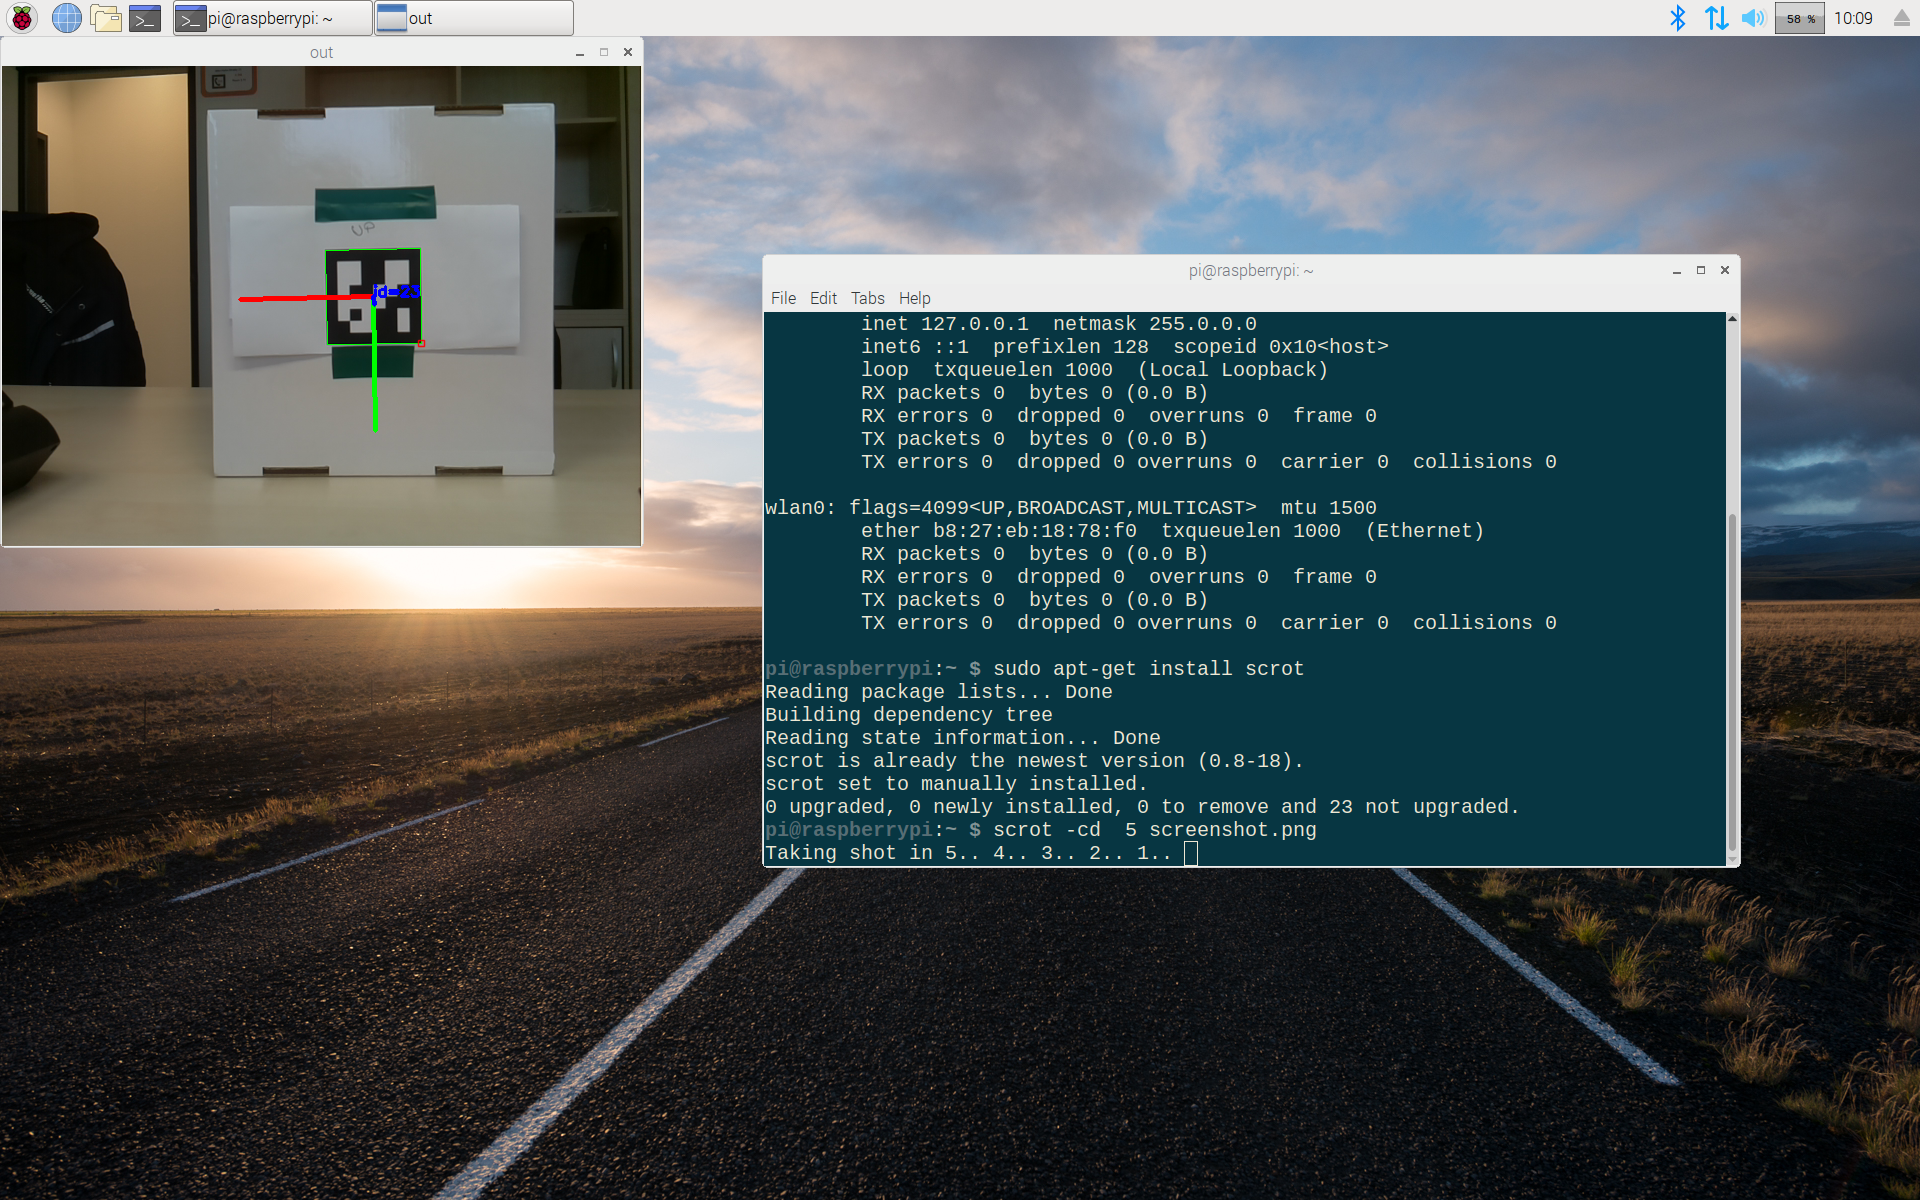 pi@raspberrypi: ~
out
58 %
10:09
out
UP
id=23
pi@raspberrypi: ~
File Edit Tabs Help
inet 127.0.0.1  netmask 255.0.0.0
inet6 ::1  prefixlen 128  scopeid 0x10<host>
loop  txqueuelen 1000  (Local Loopback)
RX packets 0  bytes 0 (0.0 B)
RX errors 0  dropped 0  overruns 0  frame 0
TX packets 0  bytes 0 (0.0 B)
TX errors 0  dropped 0 overruns 0  carrier 0  collisions 0
wlan0: flags=4099<UP,BROADCAST,MULTICAST>  mtu 1500
ether b8:27:eb:18:78:f0  txqueuelen 1000  (Ethernet)
RX packets 0  bytes 0 (0.0 B)
RX errors 0  dropped 0  overruns 0  frame 0
TX packets 0  bytes 0 (0.0 B)
TX errors 0  dropped 0 overruns 0  carrier 0  collisions 0
pi@raspberrypi:~ $ sudo apt-get install scrot
Reading package lists... Done
Building dependency tree
Reading state information... Done
scrot is already the newest version (0.8-18).
scrot set to manually installed.
0 upgraded, 0 newly installed, 0 to remove and 23 not upgraded.
pi@raspberrypi:~ $ scrot -cd  5 screenshot.png
Taking shot in 5.. 4.. 3.. 2.. 1..